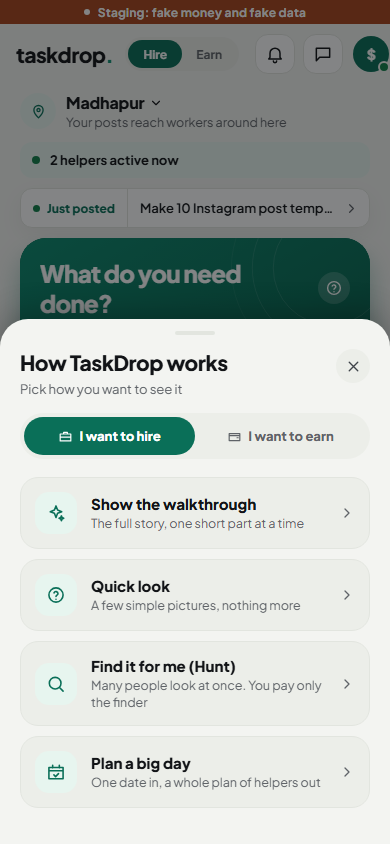 Staging: fake money and fake data
taskdrop.
Hire
Earn
$
Madhapur
Your posts reach workers around here
2 helpers active now
Just posted
Make 10 Instagram post temp...
What do you need
done?
How TaskDrop works
Pick how you want to see it
I want to hire
I want to earn
Show the walkthrough
The full story, one short part at a time
Quick look
A few simple pictures, nothing more
Find it for me (Hunt)
Many people look at once. You pay only
the finder
Plan a big day
One date in, a whole plan of helpers out